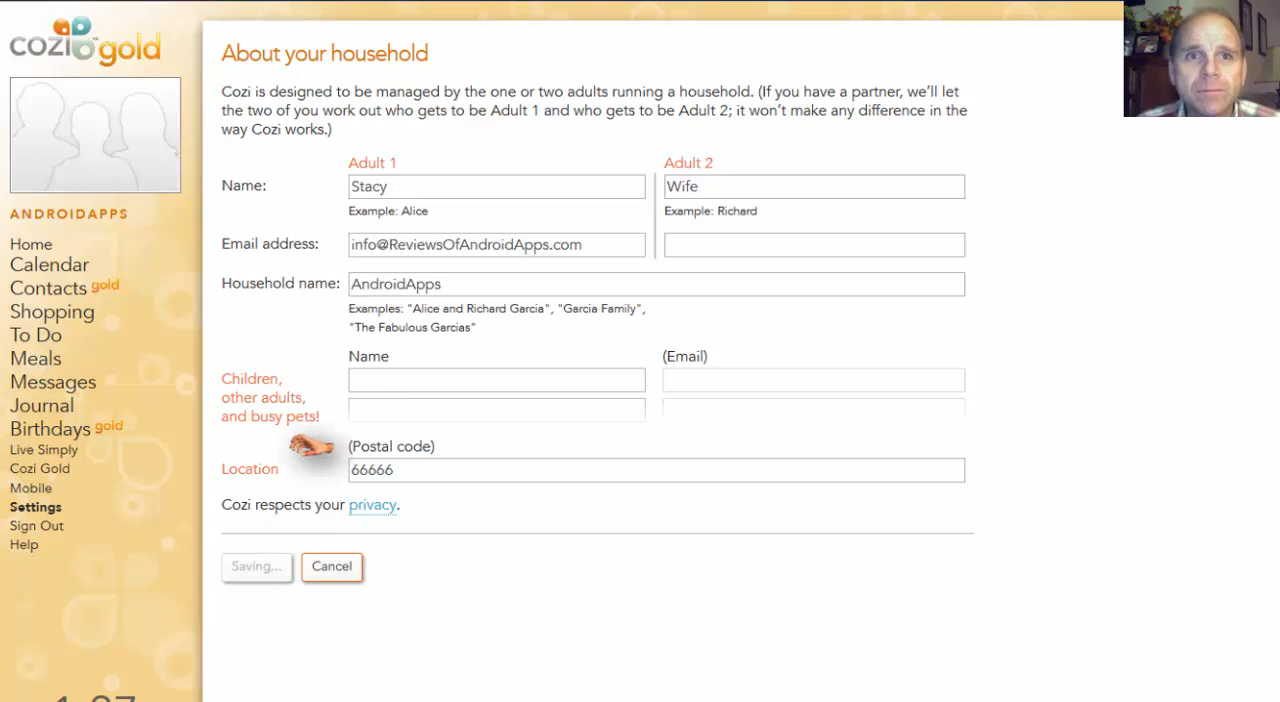 cozi gold
ANDROIDAPPS
Home
Calendar
Contacts gold
Shopping
To Do
Meals
Messages
Journal
Birthdays gold
Live Simply
Cozi Gold
Mobile
Settings
Sign Out
Help
About your household
Cozi is designed to be managed by the one or two adults running a household. (If you have a partner, we'll let
the two of you work out who gets to be Adult 1 and who gets to be Adult 2; it won't make any difference in the
way Cozi works.)
Adult 1 Adult 2
Name: Stacy Wife
Example: Alice Example: Richard
Email address: info@ReviewsOfAndroidApps.com
Household name: AndroidApps
Examples: "Alice and Richard Garcia", "Garcia Family",
"The Fabulous Garcias"
Name (Email)
Children,
other adults,
and busy pets!
(Postal code)
Location 66666
Cozi respects your privacy.
Saving... Cancel